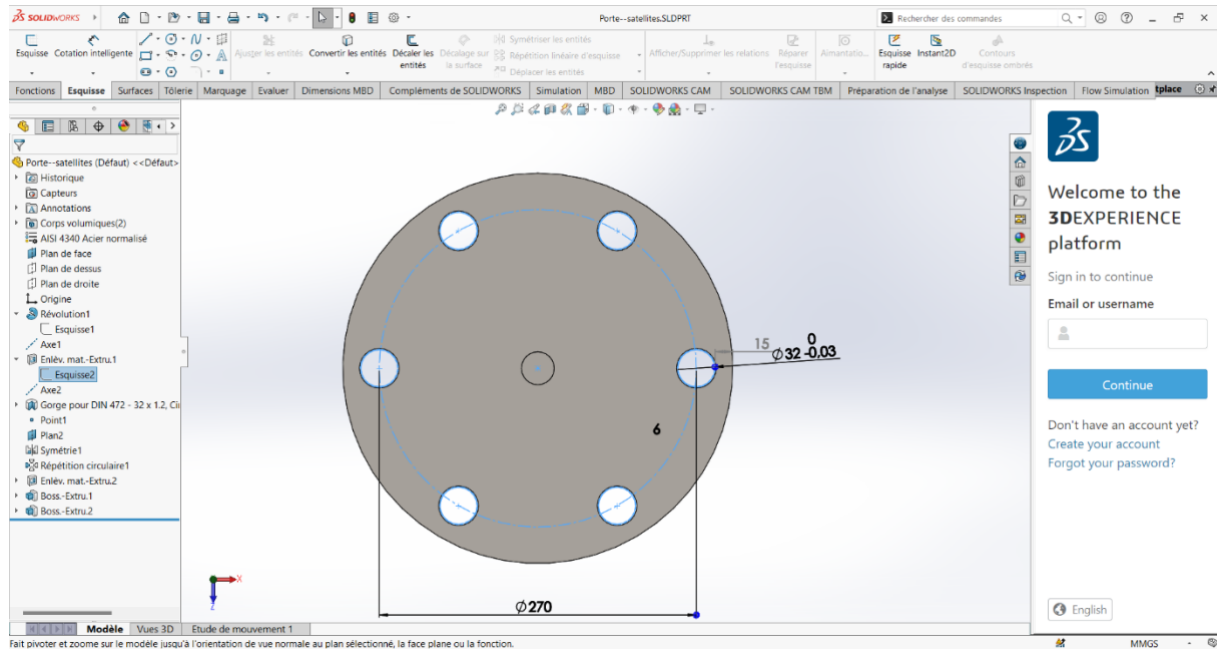 DS SOLIDWORKS
Porte--satellites.SLDPRT
Rechercher des commandes
Esquisse
Cotation intelligente
Ajuster les entités
Convertir les entités
Décaler les entités
Décalage sur la surface
Symétriser les entités
Répétition linéaire d'esquisse
Déplacer les entités
Afficher/Supprimer les relations
Réparer l'esquisse
Aimantatio...
Esquisse rapide
Instant2D
Contours d'esquisse ombrés
Fonctions Esquisse Surfaces Tôlerie Marquage Evaluer Dimensions MBD Compléments de SOLIDWORKS Simulation MBD SOLIDWORKS CAM SOLIDWORKS CAM TBM Préparation de l'analyse SOLIDWORKS Inspection Flow Simulation tplace
Porte--satellites (Défaut) <<Défaut>
Historique
Capteurs
Annotations
Corps volumiques(2)
AISI 4340 Acier normalisé
Plan de face
Plan de dessus
Plan de droite
Origine
Révolution1
Esquisse1
Axe1
Enlèv. mat.-Extru.1
Esquisse2
Axe2
Gorge pour DIN 472 - 32 x 1.2, Cir
Point1
Plan2
Symétrie1
Répétition circulaire1
Enlèv. mat.-Extru.2
Boss.-Extru.1
Boss.-Extru.2
15
0
Ø32 -0.03
6
Ø270
X
Z
DS
Welcome to the
3DEXPERIENCE
platform
Sign in to continue
Email or username
Continue
Don't have an account yet?
Create your account
Forgot your password?
English
Modèle Vues 3D Etude de mouvement 1
Fait pivoter et zoome sur le modèle jusqu'à l'orientation de vue normale au plan sélectionné, la face plane ou la fonction.
MMGS